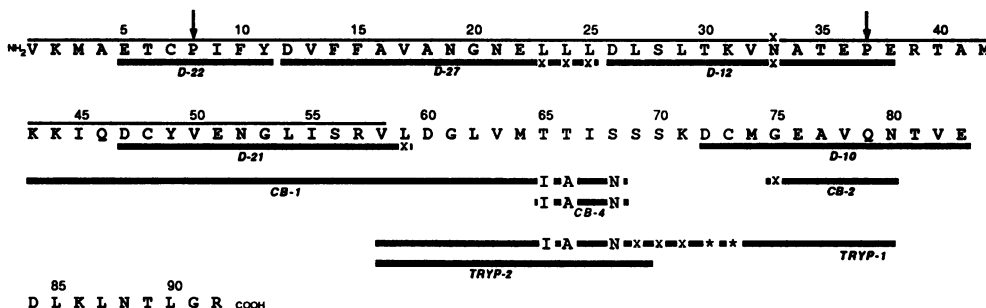 5 10 15 20 25 30 35 40
x
NH2 V K M A E T C P I F Y D V F F A V A N G N E L L L D L S L T K V N A T E P E R T A M
x x x x
D-22 D-27 D-12
45 50 55 60 65 70 75 80
K K I Q D C Y V E N G L I S R V L D G L V M T T I S S S K D C M G E A V Q N T V E
x
D-21 D-10
I A N x
CB-1 CB-2
I A N
CB-4
I A N x x x * *
TRYP-2 TRYP-1
85 90
D L K L N T L G R COOH